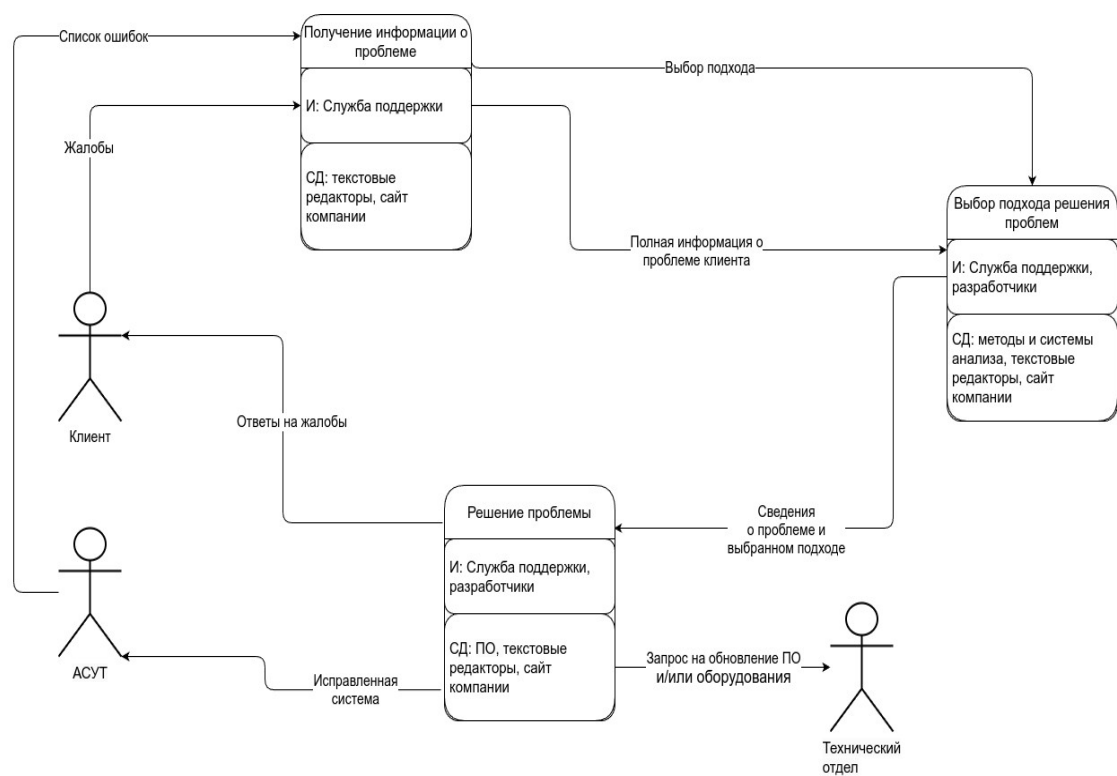 Список ошибок
Получение информации о
проблеме
Выбор подхода
И: Служба поддержки
Жалобы
СД: текстовые
редакторы, сайт
компании
Выбор подхода решения
проблем
Полная информация о
проблеме клиента
И: Служба поддержки,
разработчики
СД: методы и системы
анализа, текстовые
редакторы, сайт
компании
Клиент
Ответы на жалобы
Решение проблемы
Сведения
о проблеме и
выбранном подходе
И: Служба поддержки,
разработчики
СД: ПО, текстовые
редакторы, сайт
компании
АСУТ
Исправленная
система
Запрос на обновление ПО
и/или оборудования
Технический
отдел